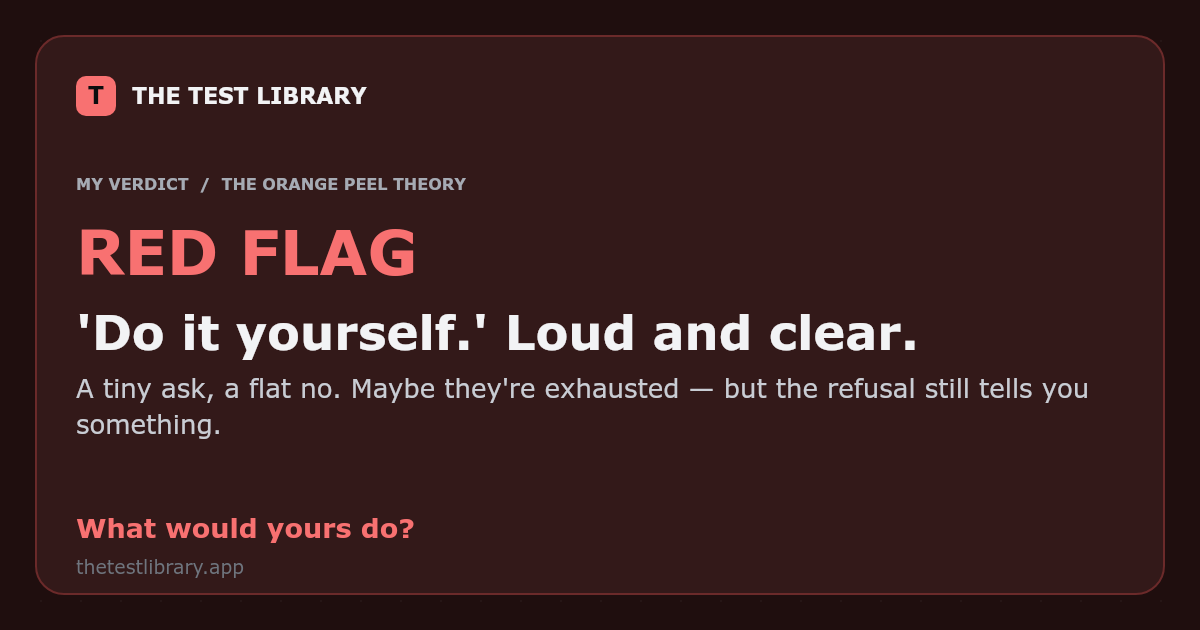 T THE TEST LIBRARY
MY VERDICT / THE ORANGE PEEL THEORY
RED FLAG
'Do it yourself.' Loud and clear.
A tiny ask, a flat no. Maybe they're exhausted — but the refusal still tells you
something.
What would yours do?
thetestlibrary.app